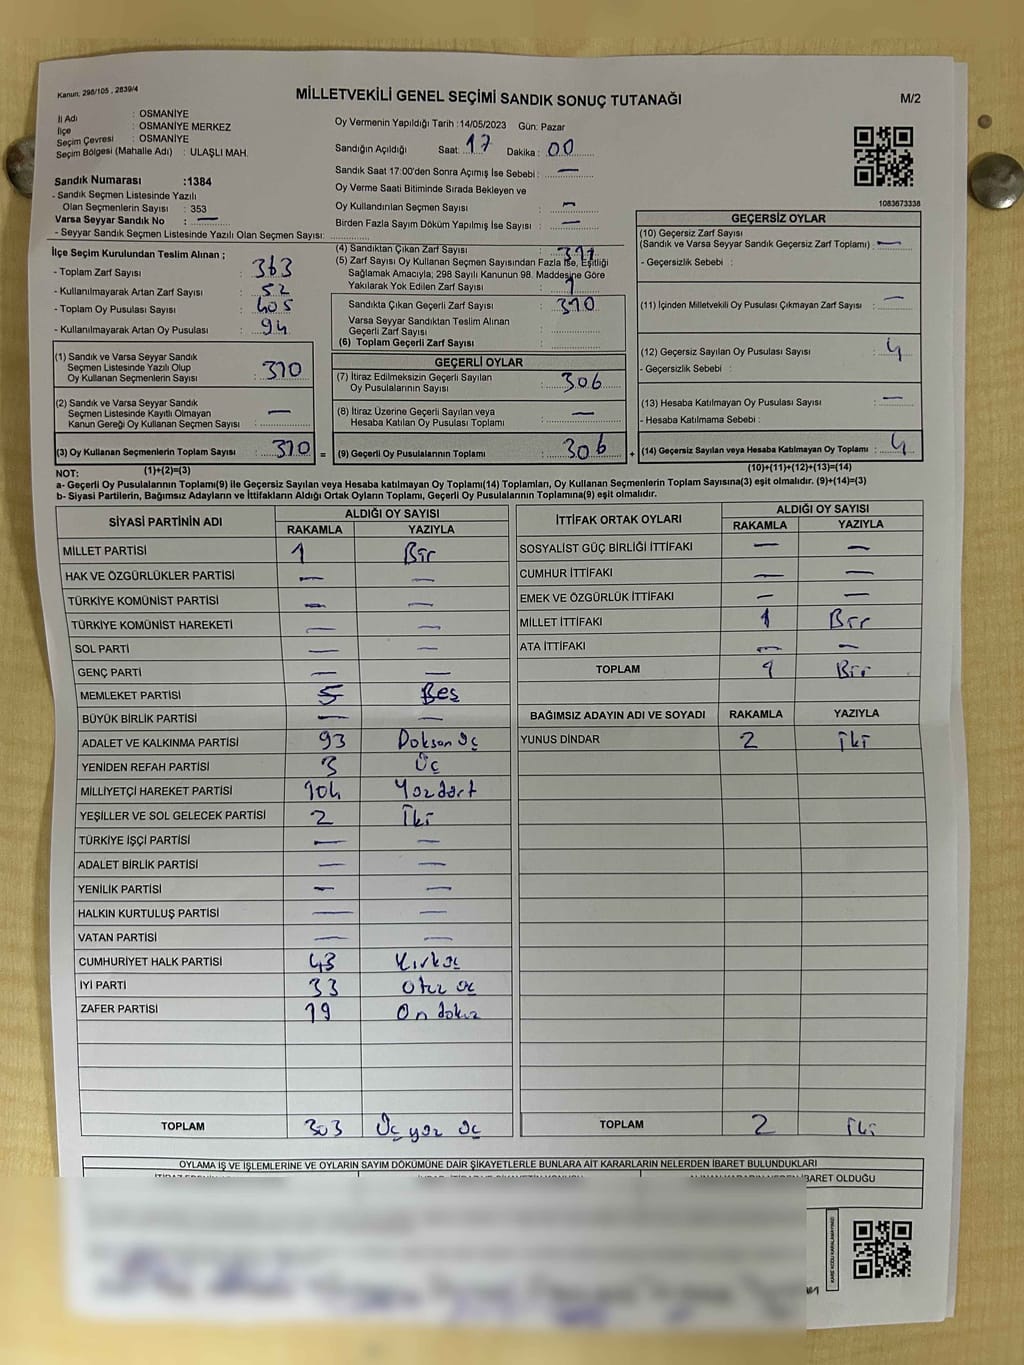 Kanun, 298/105 , 2839/4
MİLLETVEKİLİ GENEL SEÇİMİ SANDIK SONUÇ TUTANAĞI
M/2
İl Adı : OSMANİYE
İlçe : OSMANİYE MERKEZ
Seçim Çevresi : OSMANİYE
Seçim Bölgesi (Mahalle Adı) : ULAŞLI MAH.
Sandık Numarası :1384
- Sandık Seçmen Listesinde Yazılı
Olan Seçmenlerin Sayısı : 353
Varsa Seyyar Sandık No : —
- Seyyar Sandık Seçmen Listesinde Yazılı Olan Seçmen Sayısı:
Oy Vermenin Yapıldığı Tarih :14/05/2023 Gün: Pazar
Sandığın Açıldığı Saat: 17 Dakika : 00
Sandık Saat 17:00'den Sonra Açımış İse Sebebi : —
Oy Verme Saati Bitiminde Sırada Bekleyen ve
Oy Kullandırılan Seçmen Sayısı : —
Birden Fazla Sayım Döküm Yapılmış İse Sayısı : —
1083673338
İlçe Seçim Kurulundan Teslim Alınan ;
- Toplam Zarf Sayısı : 363
- Kullanılmayarak Artan Zarf Sayısı : 52
- Toplam Oy Pusulası Sayısı : 405
- Kullanılmayarak Artan Oy Pusulası : 94
(1) Sandık ve Varsa Seyyar Sandık
Seçmen Listesinde Yazılı Olup
Oy Kullanan Seçmenlerin Sayısı : 310
(2) Sandık ve Varsa Seyyar Sandık
Seçmen Listesinde Kayıtlı Olmayan
Kanun Gereği Oy Kullanan Seçmen Sayısı : —
(3) Oy Kullanan Seçmenlerin Toplam Sayısı : 310 =
(4) Sandıktan Çıkan Zarf Sayısı : 311
(5) Zarf Sayısı Oy Kullanan Seçmen Sayısından Fazla İse, Eşitliği
Sağlamak Amacıyla, 298 Sayılı Kanunun 98. Maddesine Göre
Yakılarak Yok Edilen Zarf Sayısı : 1
Sandıkta Çıkan Geçerli Zarf Sayısı : 310
Varsa Seyyar Sandıktan Teslim Alınan
Geçerli Zarf Sayısı :
(6) Toplam Geçerli Zarf Sayısı :
GEÇERLİ OYLAR
(7) İtiraz Edilmeksizin Geçerli Sayılan
Oy Pusulalarının Sayısı : 306
(8) İtiraz Üzerine Geçerli Sayılan veya
Hesaba Katılan Oy Pusulası Toplamı : —
(9) Geçerli Oy Pusulalarının Toplamı : 306 +
GEÇERSİZ OYLAR
(10) Geçersiz Zarf Sayısı
(Sandık ve Varsa Seyyar Sandık Geçersiz Zarf Toplamı) : —
- Geçersizlik Sebebi :
(11) İçinden Milletvekili Oy Pusulası Çıkmayan Zarf Sayısı : —
(12) Geçersiz Sayılan Oy Pusulası Sayısı : 4
- Geçersizlik Sebebi :
(13) Hesaba Katılmayan Oy Pusulası Sayısı : —
- Hesaba Katılmama Sebebi :
(14) Geçersiz Sayılan veya Hesaba Katılmayan Oy Toplamı : 4
NOT: (1)+(2)=(3)
(10)+(11)+(12)+(13)=(14)
a- Geçerli Oy Pusulalarının Toplamı(9) ile Geçersiz Sayılan veya Hesaba katılmayan Oy Toplamı(14) Toplamları, Oy Kullanan Seçmenlerin Toplam Sayısına(3) eşit olmalıdır. (9)+(14)=(3)
b- Siyasi Partilerin, Bağımsız Adayların ve İttifakların Aldığı Ortak Oyların Toplamı, Geçerli Oy Pusulalarının Toplamına(9) eşit olmalıdır.
SİYASİ PARTİNİN ADI ALDIĞI OY SAYISI
RAKAMLA YAZIYLA
MİLLET PARTİSİ 1 Bir
HAK VE ÖZGÜRLÜKLER PARTİSİ — —
TÜRKİYE KOMÜNİST PARTİSİ — —
TÜRKİYE KOMÜNİST HAREKETİ — —
SOL PARTİ — —
GENÇ PARTİ — —
MEMLEKET PARTİSİ 5 Beş
BÜYÜK BİRLİK PARTİSİ — —
ADALET VE KALKINMA PARTİSİ 93 Doksan üç
YENİDEN REFAH PARTİSİ 3 Üç
MİLLİYETÇİ HAREKET PARTİSİ 104 Yüzdört
YEŞİLLER VE SOL GELECEK PARTİSİ 2 İki
TÜRKİYE İŞÇİ PARTİSİ — —
ADALET BİRLİK PARTİSİ — —
YENİLİK PARTİSİ — —
HALKIN KURTULUŞ PARTİSİ — —
VATAN PARTİSİ — —
CUMHURİYET HALK PARTİSİ 43 Kırküç
İYİ PARTİ 33 otuz üç
ZAFER PARTİSİ 19 On dokuz
TOPLAM 303 Üç yüz üç
İTTİFAK ORTAK OYLARI ALDIĞI OY SAYISI
RAKAMLA YAZIYLA
SOSYALİST GÜÇ BİRLİĞİ İTTİFAKI — —
CUMHUR İTTİFAKI — —
EMEK VE ÖZGÜRLÜK İTTİFAKI — —
MİLLET İTTİFAKI 1 Bir
ATA İTTİFAKI — —
TOPLAM 1 Bir
BAĞIMSIZ ADAYIN ADI VE SOYADI RAKAMLA YAZIYLA
YUNUS DİNDAR 2 İki
TOPLAM 2 İki
OYLAMA İŞ VE İŞLEMLERİNE VE OYLARIN SAYIM DÖKÜMÜNE DAİR ŞİKAYETLERLE BUNLARA AİT KARARLARIN NELERDEN İBARET BULUNDUKLARI
İBARET OLDUĞU